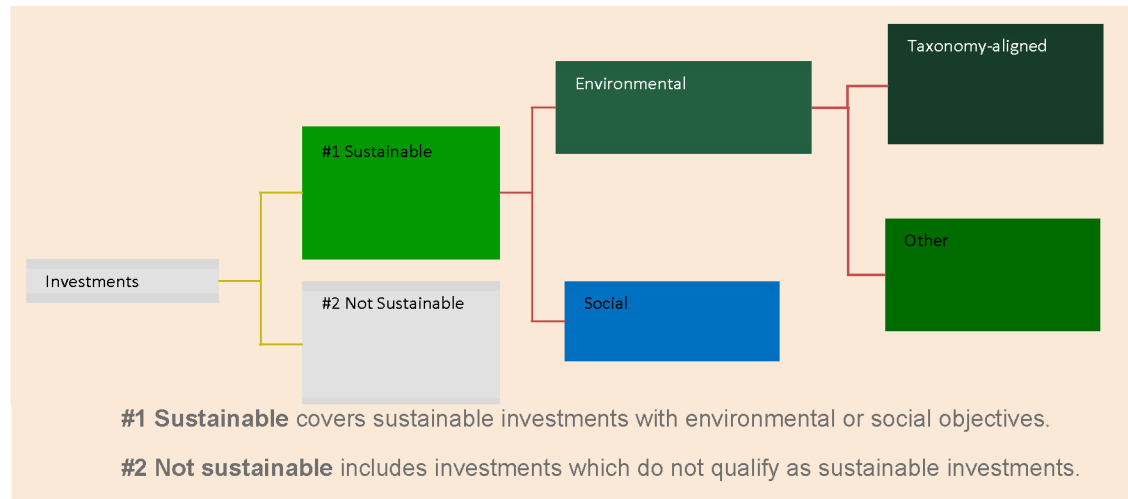 Taxonomy-aligned
Environmental
#1 Sustainable
Other
Investments
#2 Not Sustainable
Social
#1 Sustainable covers sustainable investments with environmental or social objectives.
#2 Not sustainable includes investments which do not qualify as sustainable investments.